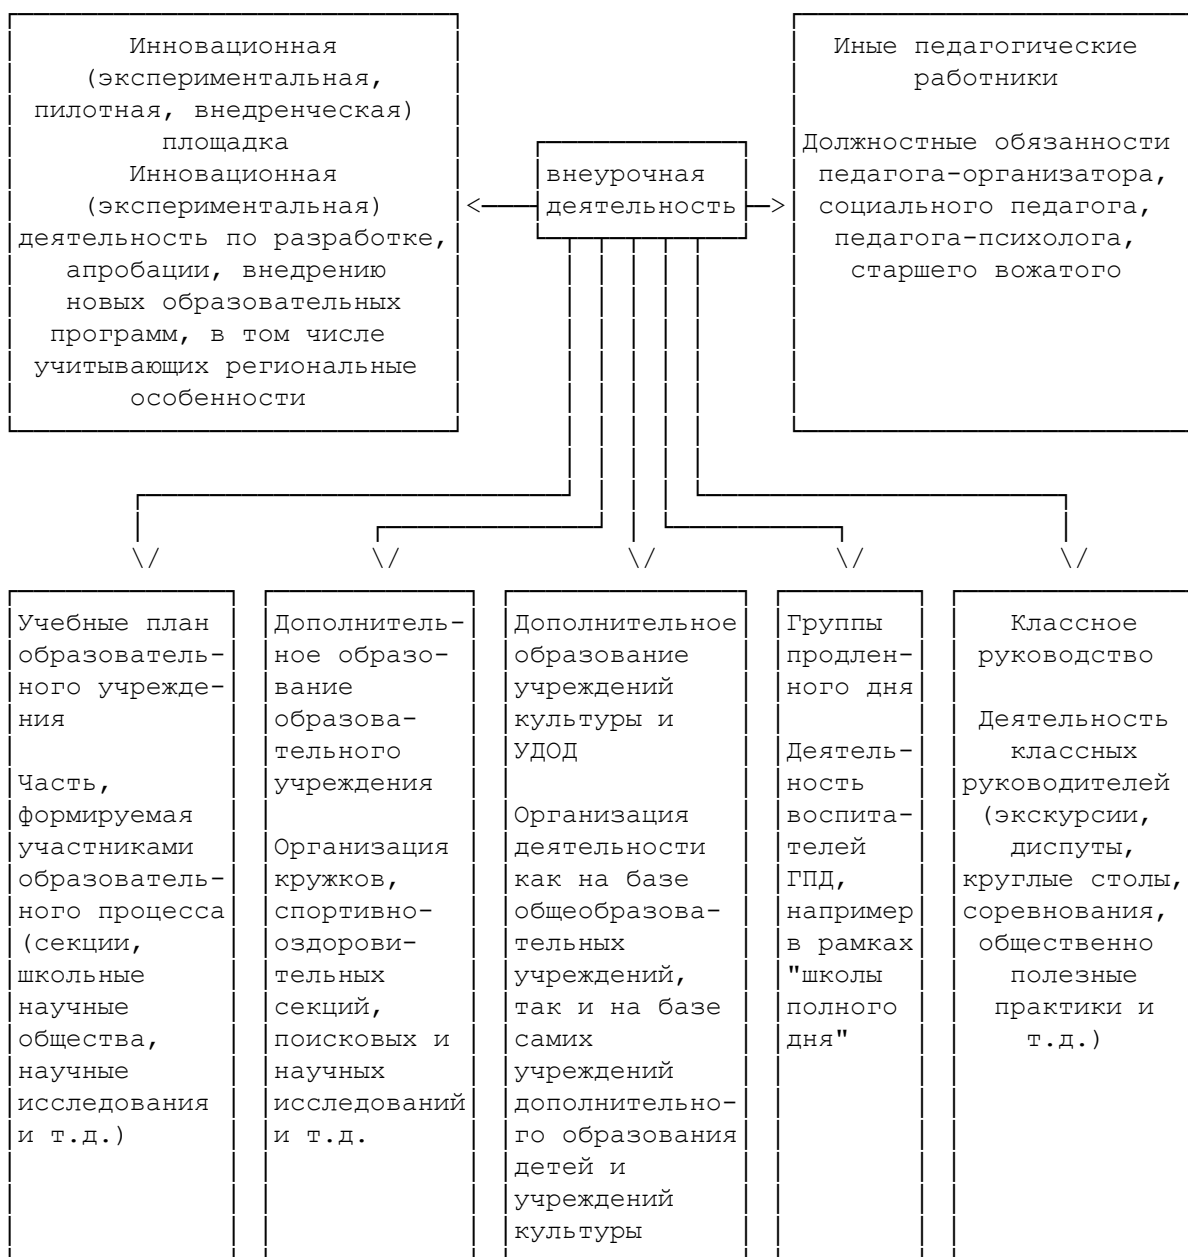 Инновационная
(экспериментальная,
пилотная, внедренческая)
площадка
Инновационная
(экспериментальная)
деятельность по разработке,
апробации, внедрению
новых образовательных
программ, в том числе
учитывающих региональные
особенности
внеурочная
деятельность
Иные педагогические
работники
Должностные обязанности
педагога-организатора,
социального педагога,
педагога-психолога,
старшего вожатого
Учебные план
образователь-
ного учрежде-
ния
Часть,
формируемая
участниками
образователь-
ного процесса
(секции,
школьные
научные
общества,
научные
исследования
и т.д.)
Дополнитель-
ное образо-
вание
образова-
тельного
учреждения
Организация
кружков,
спортивно-
оздорови-
тельных
секций,
поисковых и
научных
исследований
и т.д.
Дополнительное
образование
учреждений
культуры и
УДОД
Организация
деятельности
как на базе
общеобразова-
тельных
учреждений,
так и на базе
самих
учреждений
дополнительно-
го образования
детей и
учреждений
культуры
Группы
продлен-
ного дня
Деятель-
ность
воспита-
телей
ГПД,
например
в рамках
"школы
полного
дня"
Классное
руководство
Деятельность
классных
руководителей
(экскурсии,
диспуты,
круглые столы,
соревнования,
общественно
полезные
практики и
т.д.)